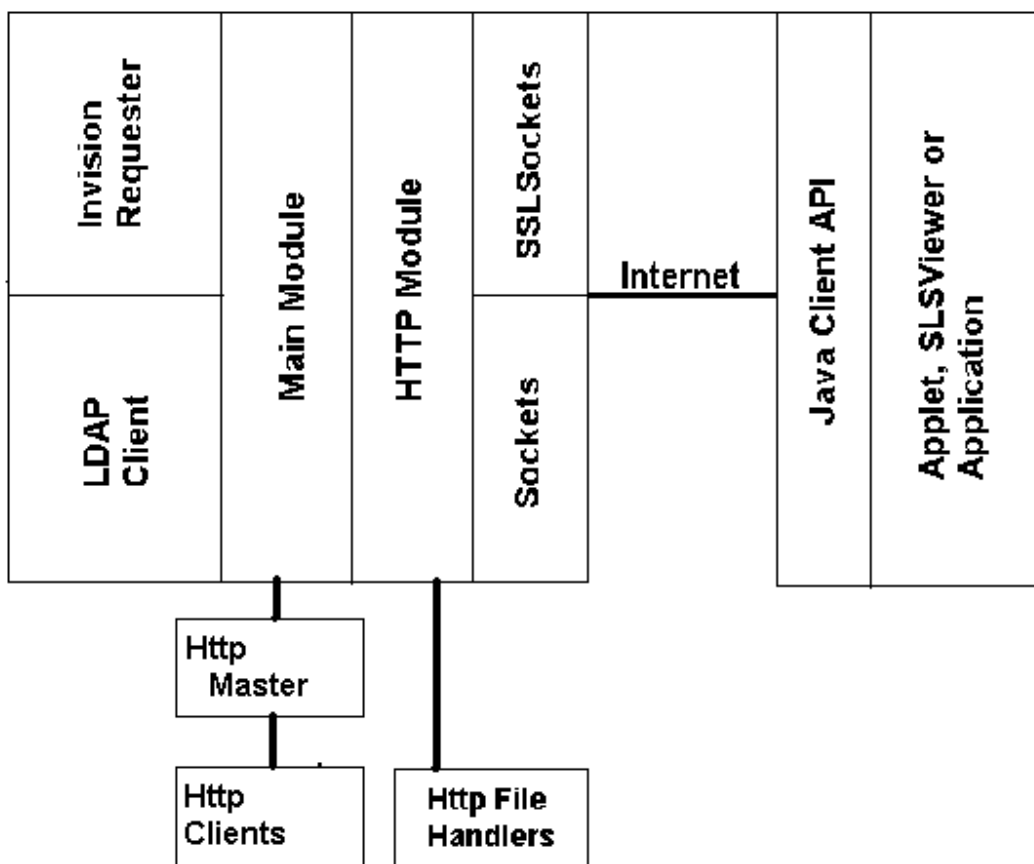 Invision
Requester
LDAP
Client
Main Module
HTTP Module
SSLSockets
Sockets
Internet
Java Client API
Applet, SLSViewer or
Application
Http
Master
Http
Clients
Http File
Handlers